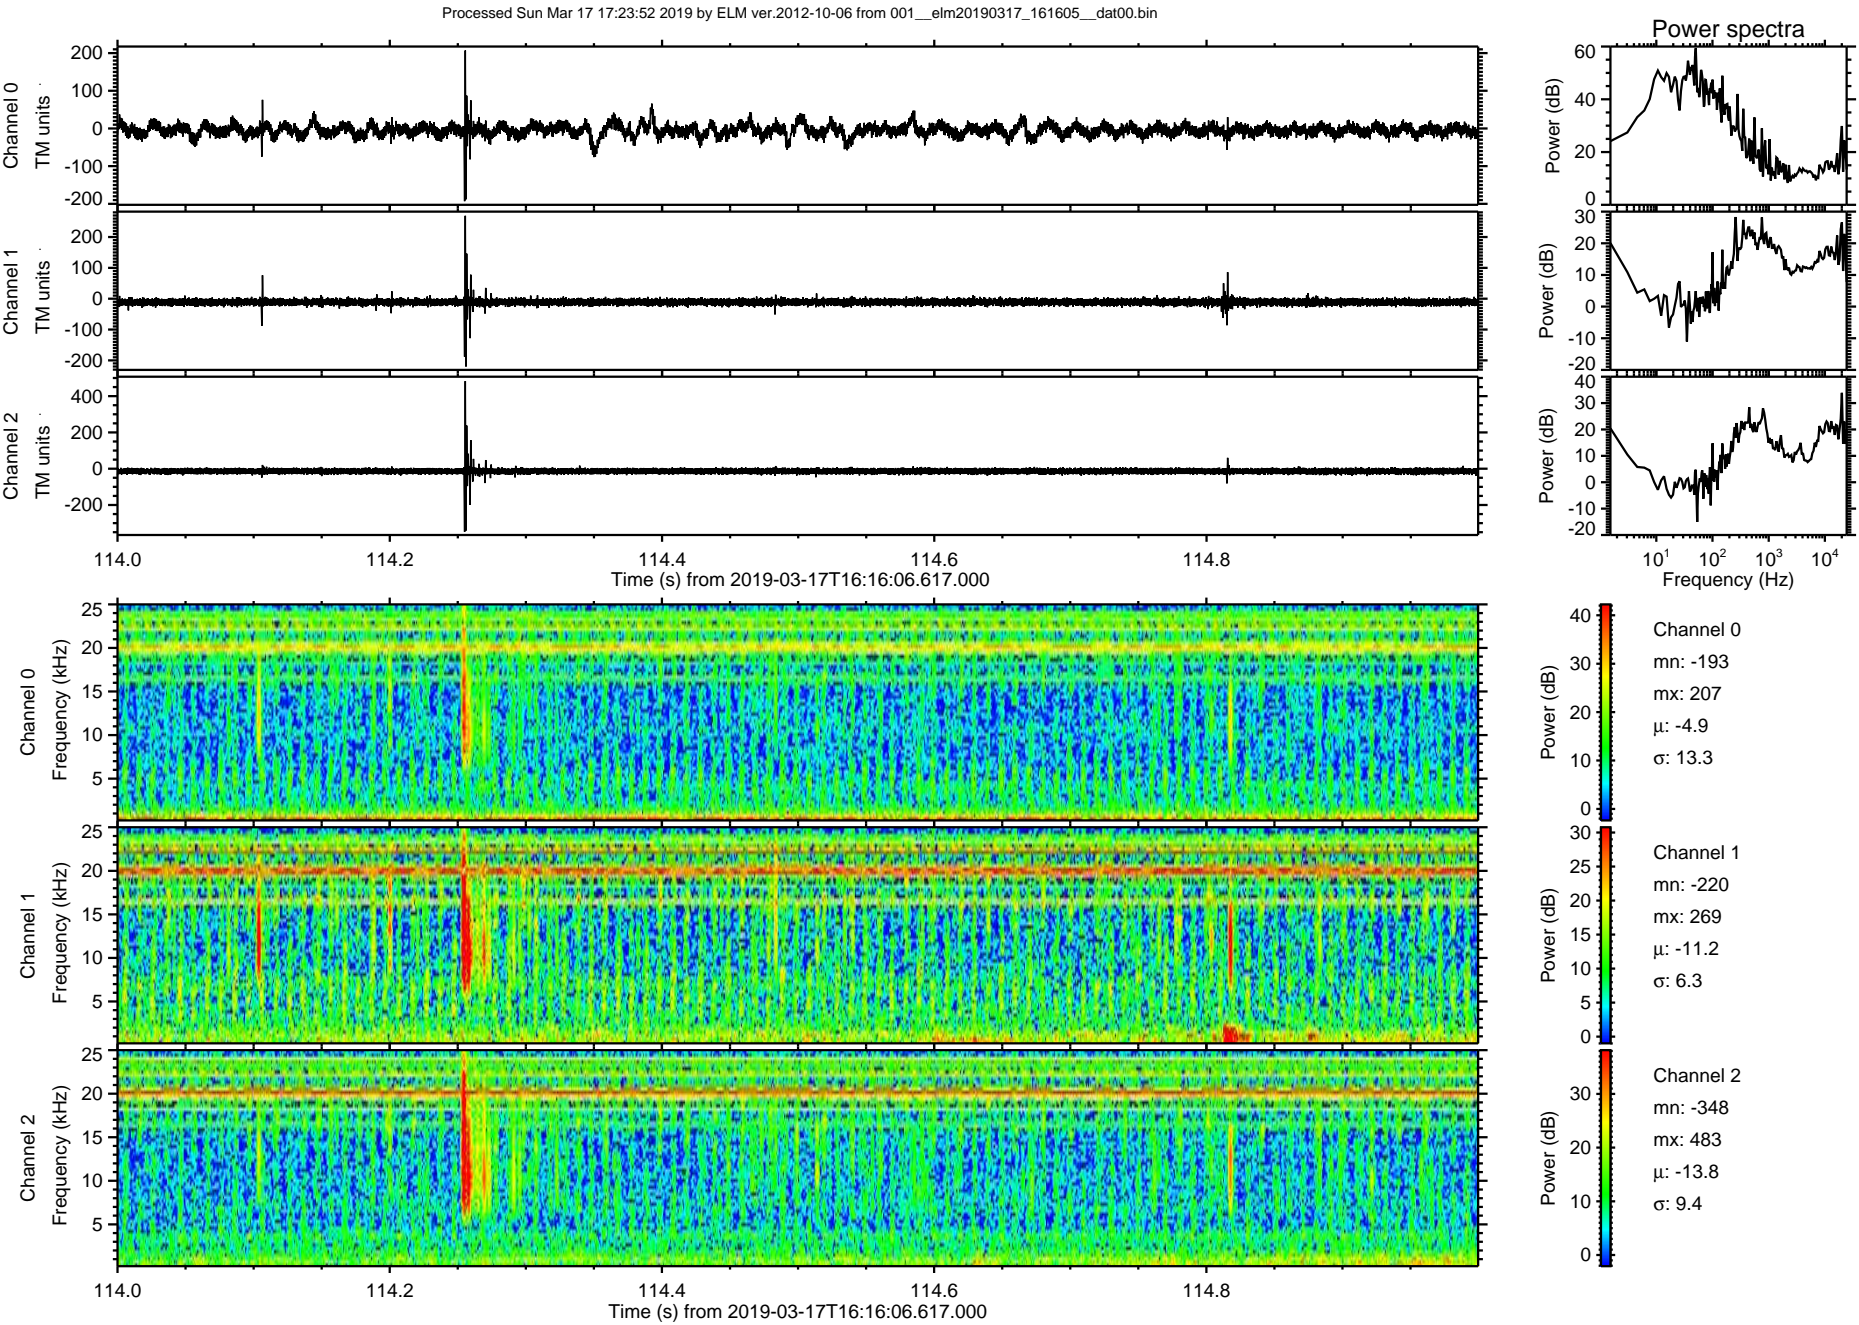 Processed Sun Mar 17 17:23:52 2019 by ELM ver.2012-10-06 from 001__elm20190317_161605__dat00.bin
Power spectra
Channel 0
TM units
200
100
0
-100
-200
Power (dB)
60
40
20
0
Channel 1
TM units
200
100
0
-100
-200
Power (dB)
30
20
10
0
-10
-20
Channel 2
TM units
400
200
0
-200
Power (dB)
40
30
20
10
0
-10
-20
114.0 114.2 114.4 114.6 114.8
Time (s) from 2019-03-17T16:16:06.617.000
10¹ 10² 10³ 10⁴
Frequency (Hz)
Channel 0
Frequency (kHz)
25
20
15
10
5
Power (dB)
40
30
20
10
0
Channel 0
mn: -193
mx: 207
μ: -4.9
σ: 13.3
Channel 1
Frequency (kHz)
25
20
15
10
5
Power (dB)
30
25
20
15
10
5
0
Channel 1
mn: -220
mx: 269
μ: -11.2
σ: 6.3
Channel 2
Frequency (kHz)
25
20
15
10
5
Power (dB)
30
20
10
0
Channel 2
mn: -348
mx: 483
μ: -13.8
σ: 9.4
114.0 114.2 114.4 114.6 114.8
Time (s) from 2019-03-17T16:16:06.617.000